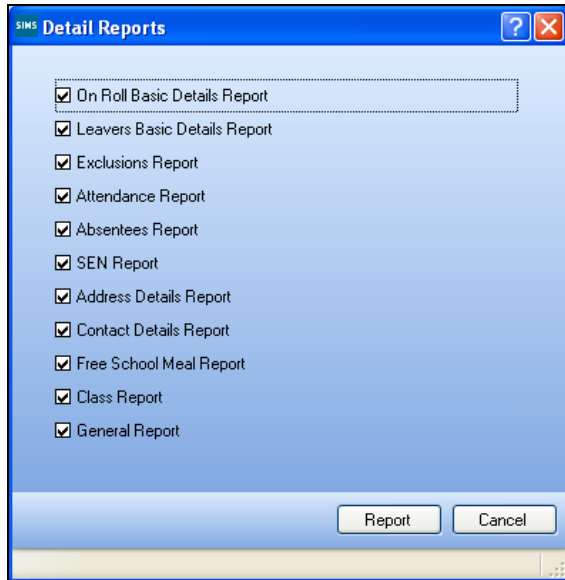 SIMS Detail Reports
On Roll Basic Details Report
Leavers Basic Details Report
Exclusions Report
Attendance Report
Absentees Report
SEN Report
Address Details Report
Contact Details Report
Free School Meal Report
Class Report
General Report
Report Cancel